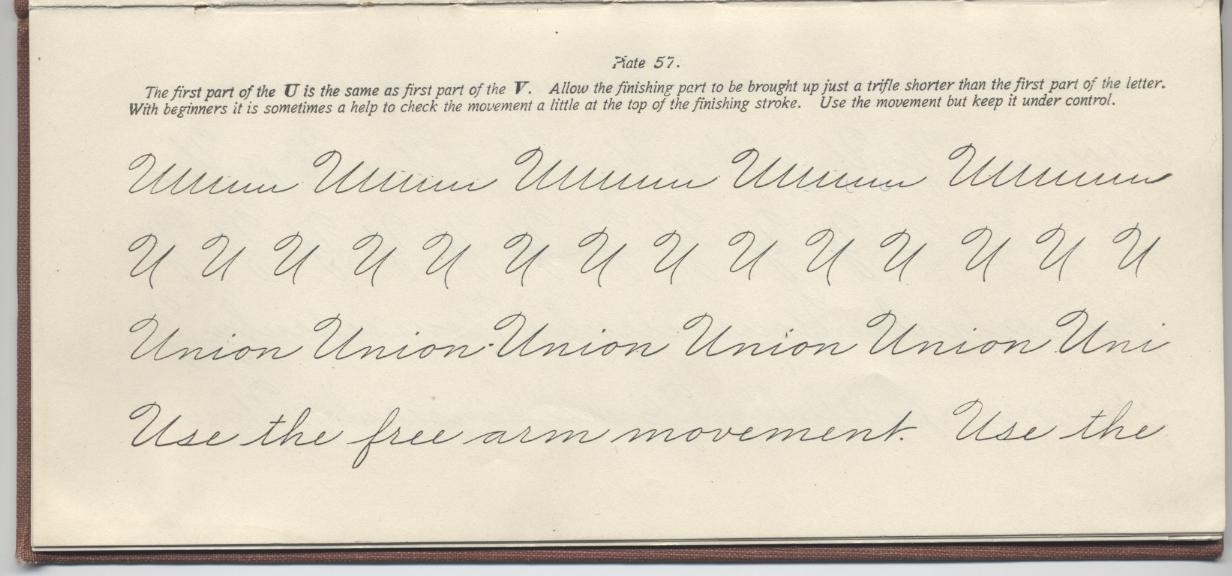 Plate 57.
The first part of the U is the same as first part of the V. Allow the finishing part to be brought up just a trifle shorter than the first part of the letter.
With beginners it is sometimes a help to check the movement a little at the top of the finishing stroke. Use the movement but keep it under control.
Uuuuu Uuuuu Uuuuu Uuuuu Uuuuu
U U U U U U U U U U U U U U
Union Union Union Union Union Uni
Use the free arm movement. Use the